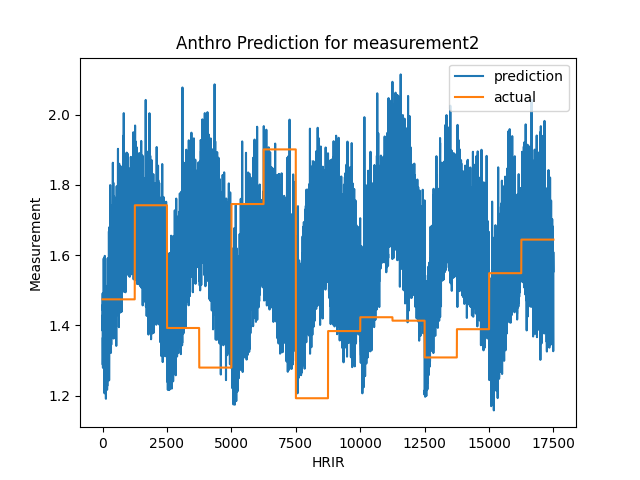 Anthro Prediction for measurement2
prediction
actual
2.0
1.8
1.6
1.4
1.2
Measurement
0 2500 5000 7500 10000 12500 15000 17500
HRIR